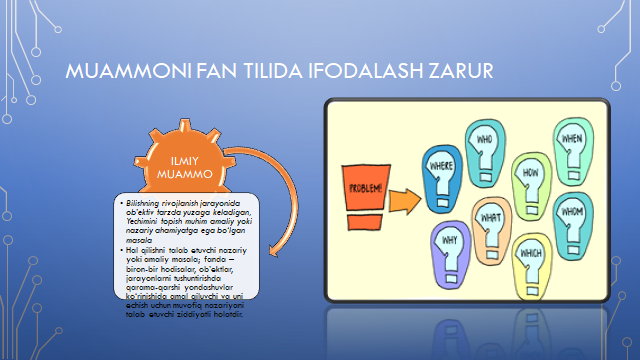 MUAMMONI FAN TILIDA IFODALASH ZARUR
ILMIY
MUAMMO
• Bilishning rivojlanish jarayonida
ob'ektiv tarzda yuzaga keladigan,
Yechimini topish muhim amaliy yoki
nazariy ahamiyatga ega bo'lgan
masala
• Hal qilishni talab etuvchi nazariy
yoki amaliy masala; fanda –
biron-bir hodisalar, ob'ektlar,
jarayonlarni tushuntirishda
qarama-qarshi yondashuvlar
ko'rinishida amal qiluvchi va uni
echish uchun muvofiq nazariyani
talab etuvchi ziddiyatli holatdir.
PROBLEM!
WHERE
WHO
WHEN
HOW
WHAT
WHOM
WHY
WHICH